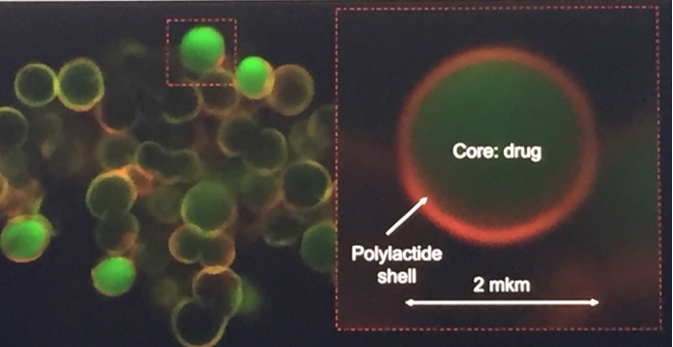 Core: drug
Polylactide
shell
2 mkm